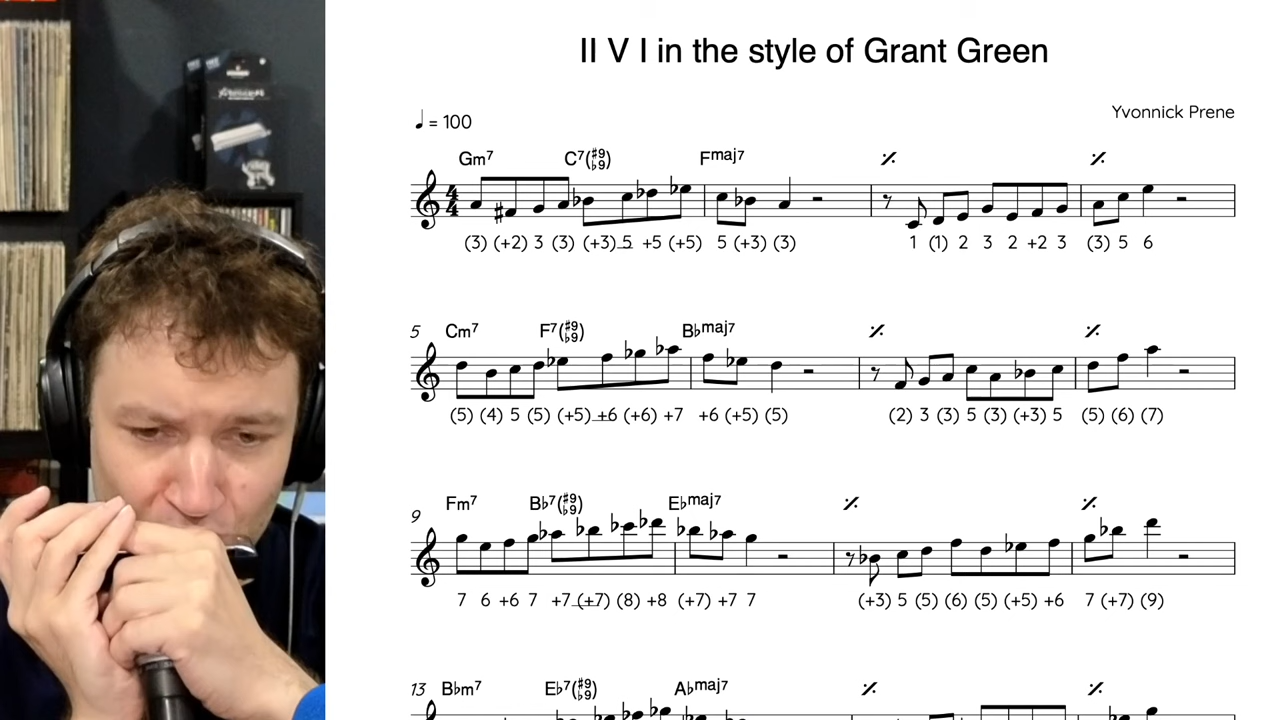 II V I in the style of Grant Green
Yvonnick Prene
♩ = 100
Gm7 C7(♯9 ♭9) Fmaj7
(3) (+2) 3 (3) (+3) 5 +5 (+5) 5 (+3) (3) 1 (1) 2 3 2 +2 3 (3) 5 6
5 Cm7 F7(♯9 ♭9) B♭maj7
(5) (4) 5 (5) (+5) +6 (+6) +7 +6 (+5) (5) (2) 3 (3) 5 (3) (+3) 5 (5) (6) (7)
9 Fm7 B♭7(♯9 ♭9) E♭maj7
7 6 +6 7 +7 (+7) (8) +8 (+7) +7 7 (+3) 5 (5) (6) (5) (+5) +6 7 (+7) (9)
13 B♭m7 E♭7(♯9 ♭9) A♭maj7